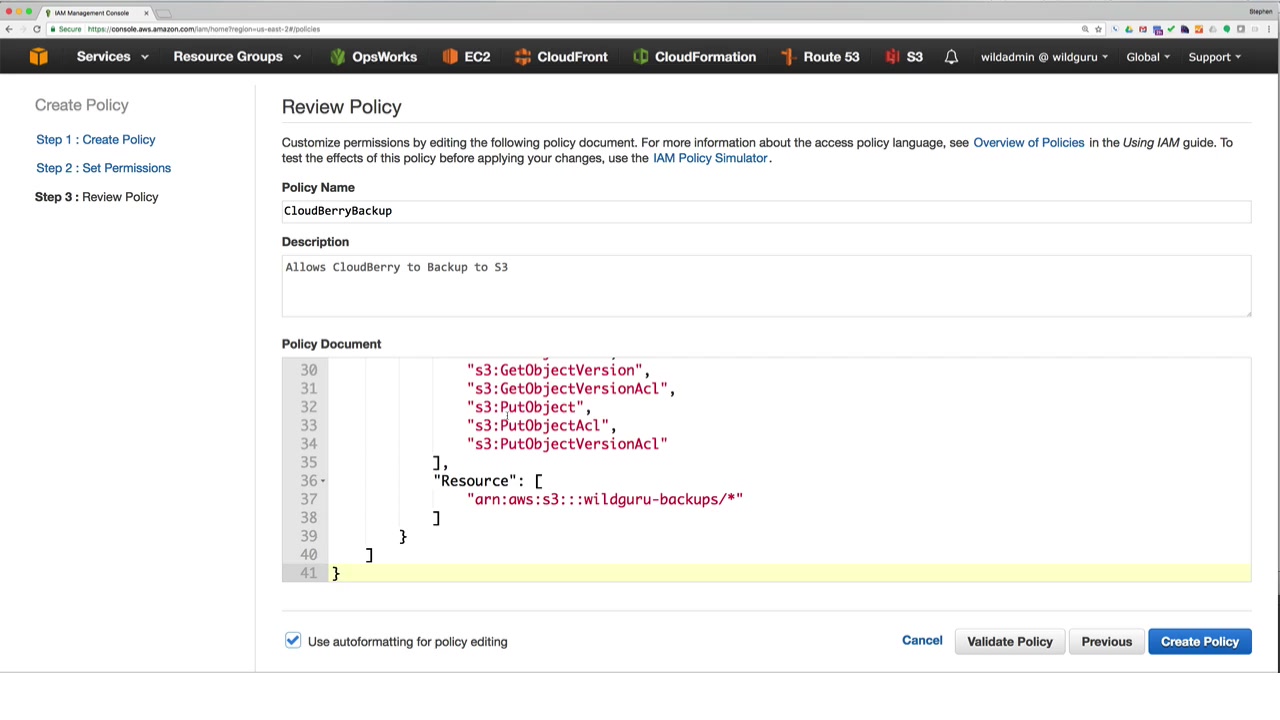 IAM Management Console
Stephen
Secure https://console.aws.amazon.com/iam/home?region=us-east-2#/policies
Services Resource Groups OpsWorks EC2 CloudFront CloudFormation Route 53 S3 wildadmin @ wildguru Global Support
Create Policy
Step 1 : Create Policy
Step 2 : Set Permissions
Step 3 : Review Policy
Review Policy
Customize permissions by editing the following policy document. For more information about the access policy language, see Overview of Policies in the Using IAM guide. To
test the effects of this policy before applying your changes, use the IAM Policy Simulator.
Policy Name
CloudBerryBackup
Description
Allows CloudBerry to Backup to S3
Policy Document
30 "s3:GetObjectVersion",
31 "s3:GetObjectVersionAcl",
32 "s3:PutObject",
33 "s3:PutObjectAcl",
34 "s3:PutObjectVersionAcl"
35 ],
36 "Resource": [
37 "arn:aws:s3:::wildguru-backups/*"
38 ]
39 }
40 ]
41 }
Use autoformatting for policy editing
Cancel Validate Policy Previous Create Policy